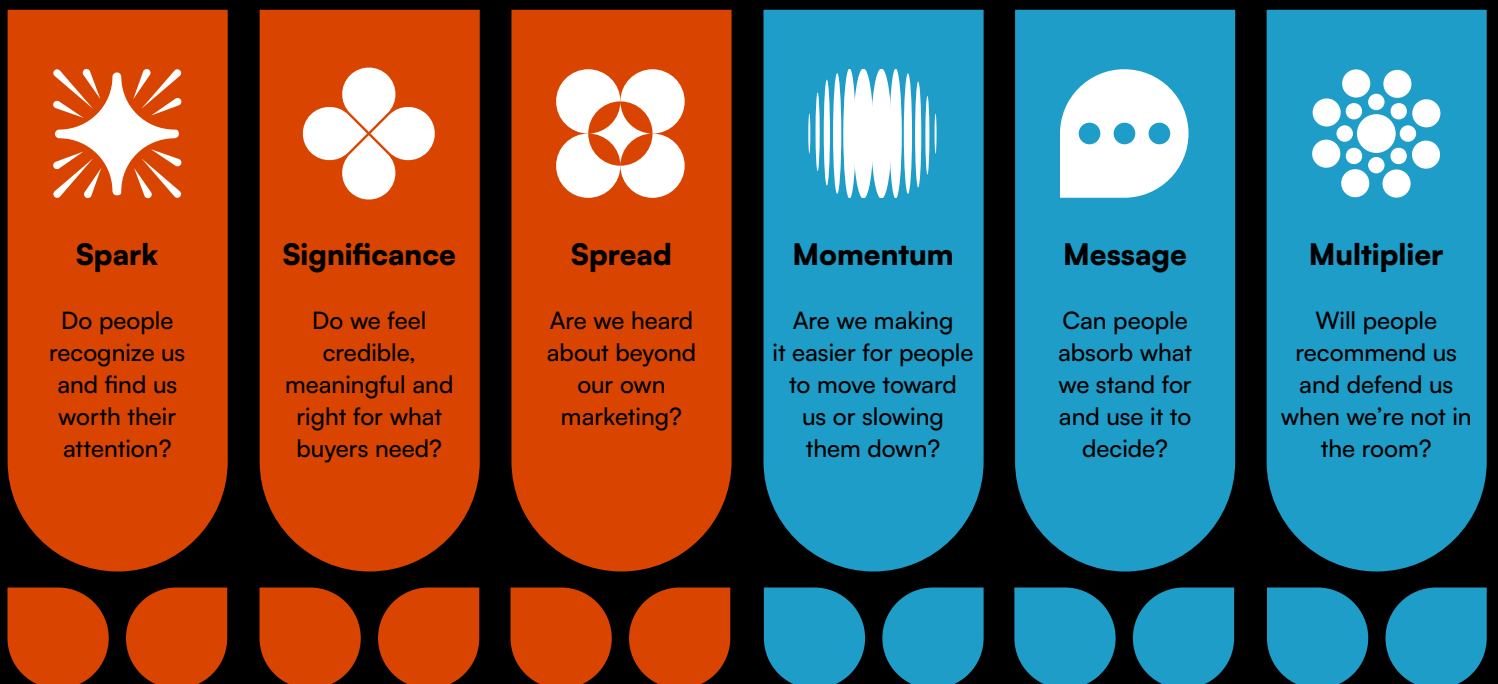 Spark
Do people
recognize us
and find us
worth their
attention?
Significance
Do we feel
credible,
meaningful and
right for what
buyers need?
Spread
Are we heard
about beyond
our own
marketing?
Momentum
Are we making
it easier for people
to move toward
us or slowing
them down?
Message
Can people
absorb what
we stand for
and use it to
decide?
Multiplier
Will people
recommend us
and defend us
when we’re not in
the room?